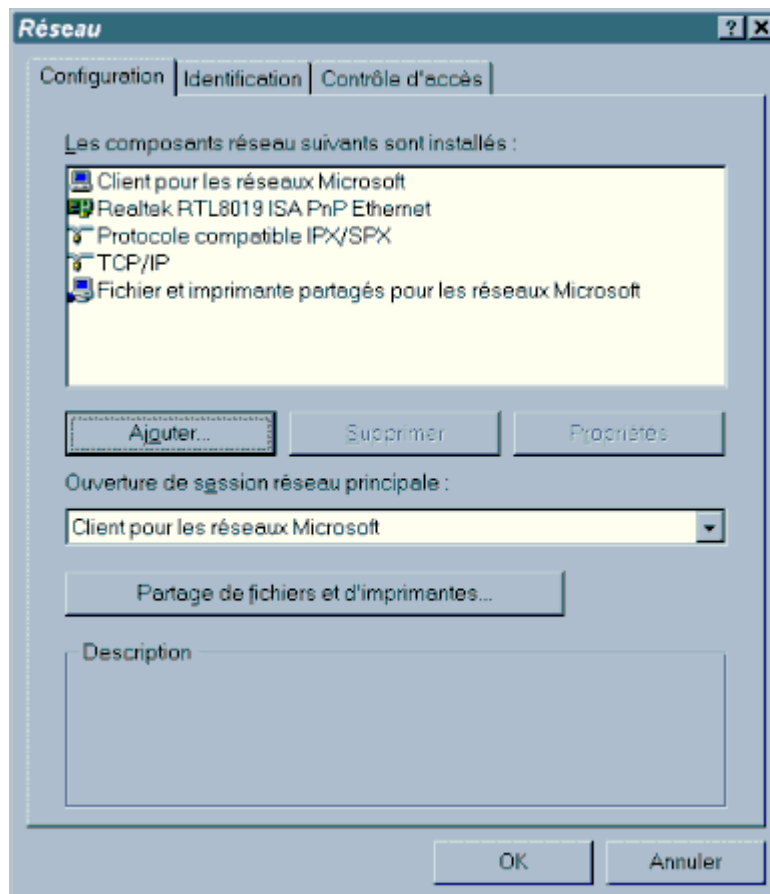 Réseau
Configuration Identification Contrôle d'accès
Les composants réseau suivants sont installés :
Client pour les réseaux Microsoft
Realtek RTL8019 ISA PnP Ethernet
Protocole compatible IPX/SPX
TCP/IP
Fichier et imprimante partagés pour les réseaux Microsoft
Ajouter... Supprimer Propriétés
Ouverture de session réseau principale :
Client pour les réseaux Microsoft
Partage de fichiers et d'imprimantes...
Description
OK Annuler